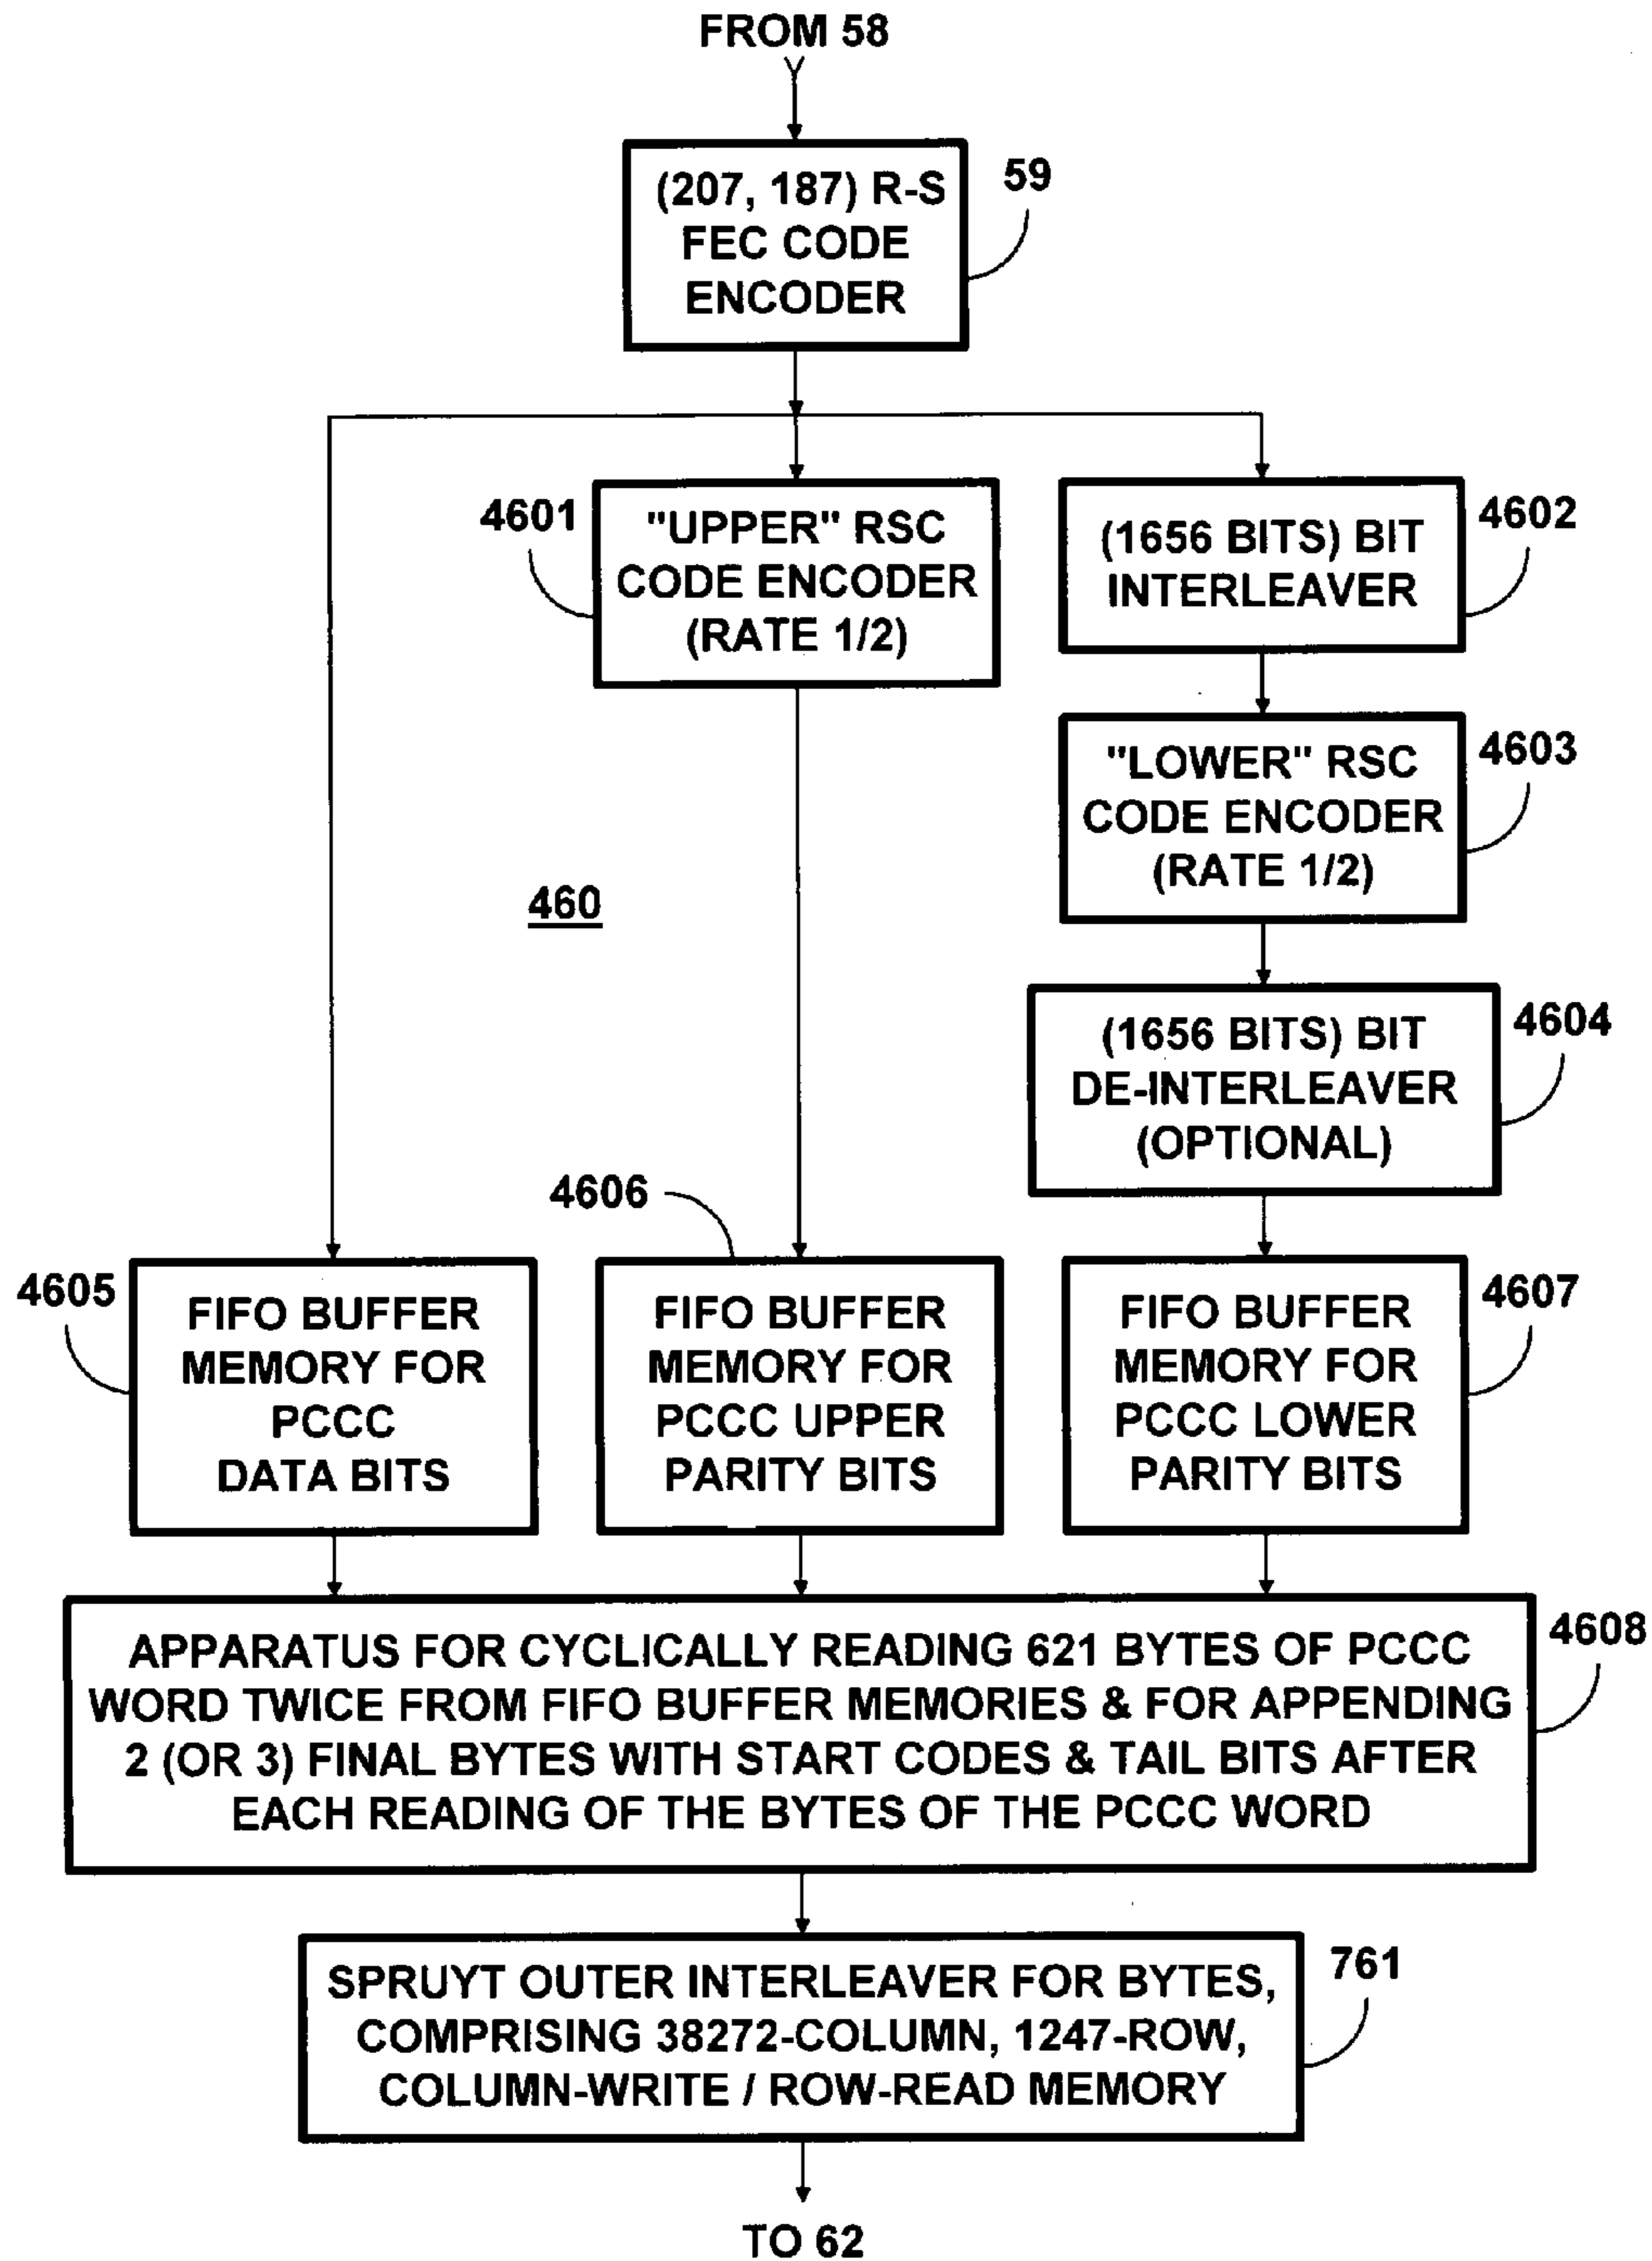 FROM 58
(207, 187) R-S
FEC CODE
ENCODER
59
4601
"UPPER" RSC
CODE ENCODER
(RATE 1/2)
(1656 BITS) BIT
INTERLEAVER
4602
"LOWER" RSC
CODE ENCODER
(RATE 1/2)
4603
460
(1656 BITS) BIT
DE-INTERLEAVER
(OPTIONAL)
4604
4605
FIFO BUFFER
MEMORY FOR
PCCC
DATA BITS
4606
FIFO BUFFER
MEMORY FOR
PCCC UPPER
PARITY BITS
FIFO BUFFER
MEMORY FOR
PCCC LOWER
PARITY BITS
4607
APPARATUS FOR CYCLICALLY READING 621 BYTES OF PCCC
WORD TWICE FROM FIFO BUFFER MEMORIES & FOR APPENDING
2 (OR 3) FINAL BYTES WITH START CODES & TAIL BITS AFTER
EACH READING OF THE BYTES OF THE PCCC WORD
4608
SPRUYT OUTER INTERLEAVER FOR BYTES,
COMPRISING 38272-COLUMN, 1247-ROW,
COLUMN-WRITE / ROW-READ MEMORY
761
TO 62